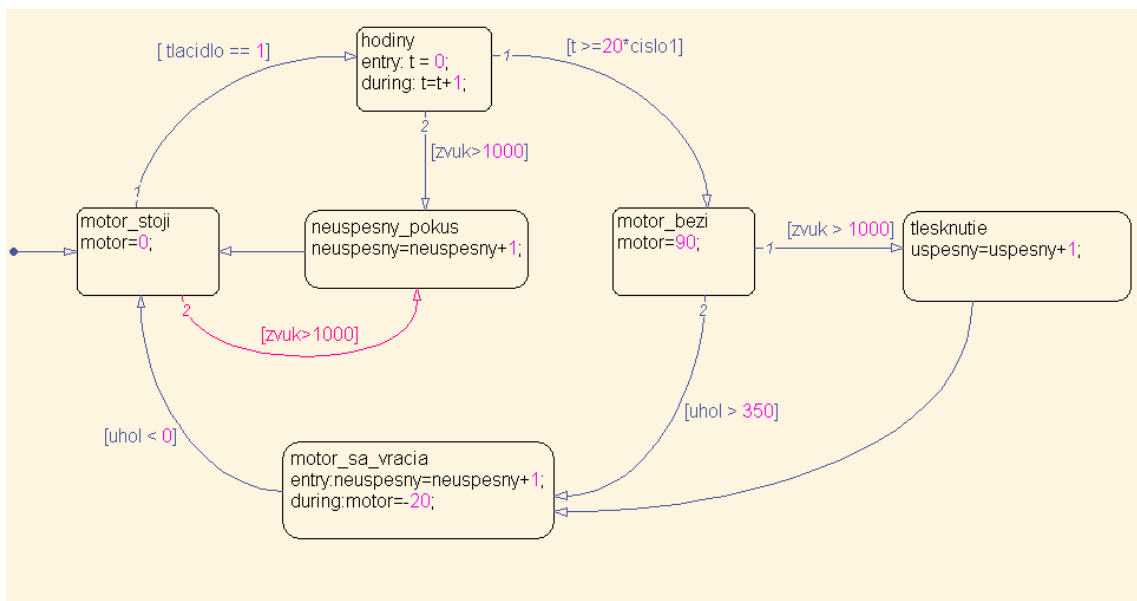 hodiny
entry: t = 0;
during: t=t+1;
[ tlacidlo == 1]
1
[t >=20*cislo1]
2
[zvuk>1000]
1
motor_stoji
motor=0;
neuspesny_pokus
neuspesny=neuspesny+1;
motor_bezi
motor=90;
[zvuk > 1000]
1
tlesknutie
uspesny=uspesny+1;
2
2
[zvuk>1000]
[uhol > 350]
[uhol < 0]
motor_sa_vracia
entry:neuspesny=neuspesny+1;
during:motor=-20;